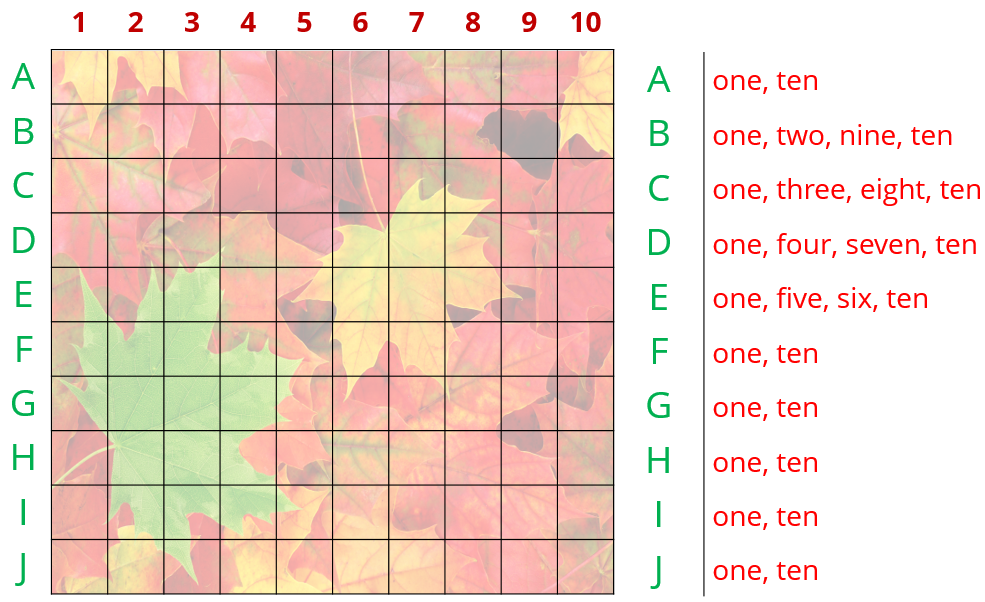 1 2 3 4 5 6 7 8 9 10
A A one, ten
B B one, two, nine, ten
C C one, three, eight, ten
D D one, four, seven, ten
E E one, five, six, ten
F F one, ten
G G one, ten
H H one, ten
I I one, ten
J J one, ten